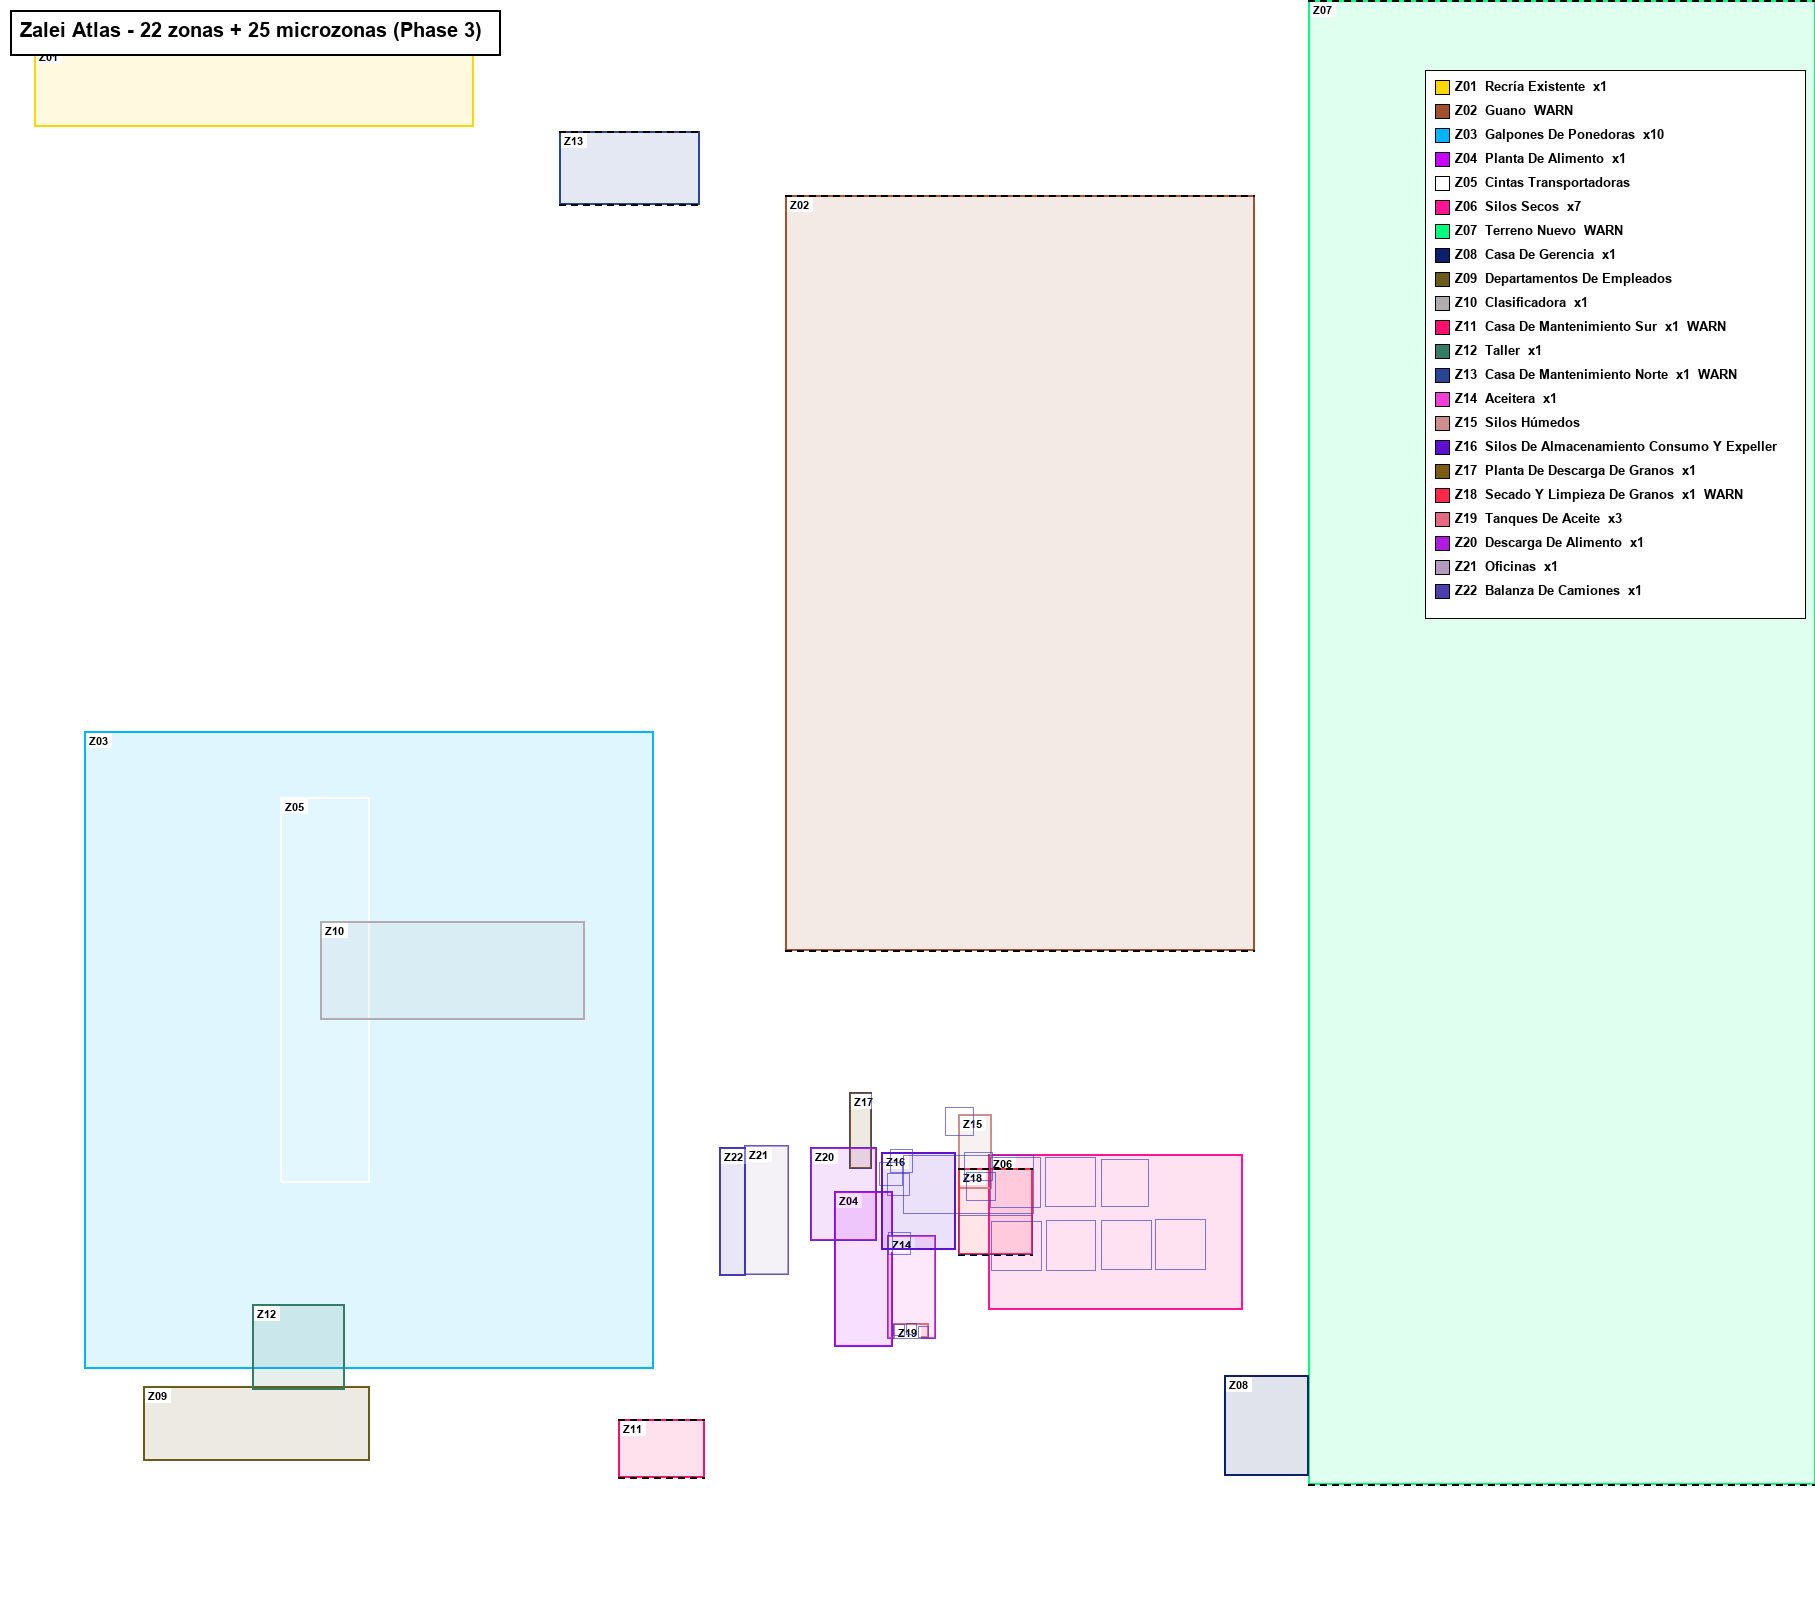 Zalei Atlas - 22 zonas + 25 microzonas (Phase 3)
Z01
Z07
Z13
Z02
Z01 Recría Existente x1
Z02 Guano WARN
Z03 Galpones De Ponedoras x10
Z04 Planta De Alimento x1
Z05 Cintas Transportadoras
Z06 Silos Secos x7
Z07 Terreno Nuevo WARN
Z08 Casa De Gerencia x1
Z09 Departamentos De Empleados
Z10 Clasificadora x1
Z11 Casa De Mantenimiento Sur x1 WARN
Z12 Taller x1
Z13 Casa De Mantenimiento Norte x1 WARN
Z14 Aceitera x1
Z15 Silos Húmedos
Z16 Silos De Almacenamiento Consumo Y Expeller
Z17 Planta De Descarga De Granos x1
Z18 Secado Y Limpieza De Granos x1 WARN
Z19 Tanques De Aceite x3
Z20 Descarga De Alimento x1
Z21 Oficinas x1
Z22 Balanza De Camiones x1
Z03
Z05
Z10
Z17
Z15
Z22
Z21
Z20
Z16
Z06
Z18
Z04
Z14
Z12
Z19
Z09
Z08
Z11